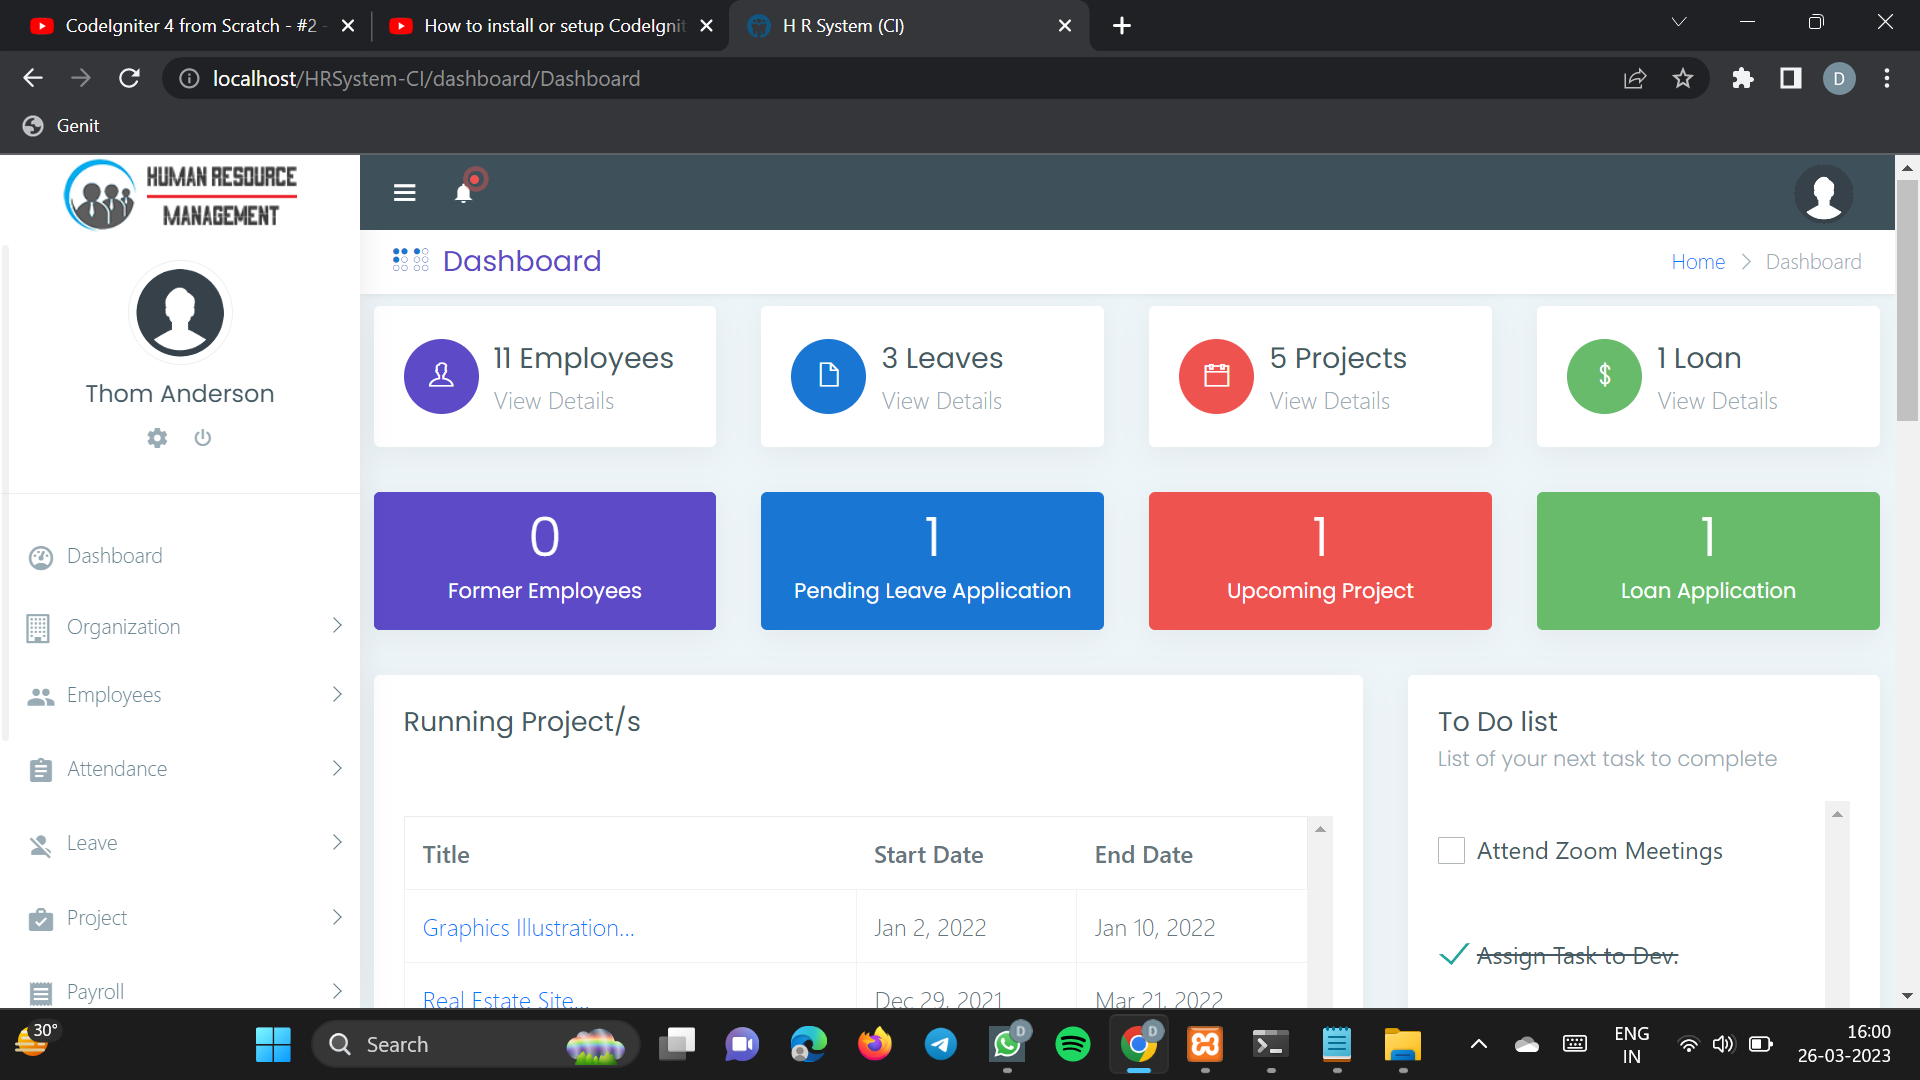 CodeIgniter 4 from Scratch - #2 -
How to install or setup CodeIgnit
H R System (CI)
localhost/HRSystem-CI/dashboard/Dashboard
D
Genit
HUMAN RESOURCE
MANAGEMENT
Dashboard
Home
Dashboard
Thom Anderson
11 Employees
View Details
3 Leaves
View Details
5 Projects
View Details
$
1 Loan
View Details
0
Former Employees
1
Pending Leave Application
1
Upcoming Project
1
Loan Application
Dashboard
Organization
Employees
Attendance
Leave
Project
Payroll
Running Project/s
Title Start Date End Date
Graphics Illustration... Jan 2, 2022 Jan 10, 2022
Real Estate Site... Dec 29, 2021 Mar 21, 2022
To Do list
List of your next task to complete
Attend Zoom Meetings
Assign Task to Dev.
30°
Search
D
D
ENG
IN
16:00
26-03-2023